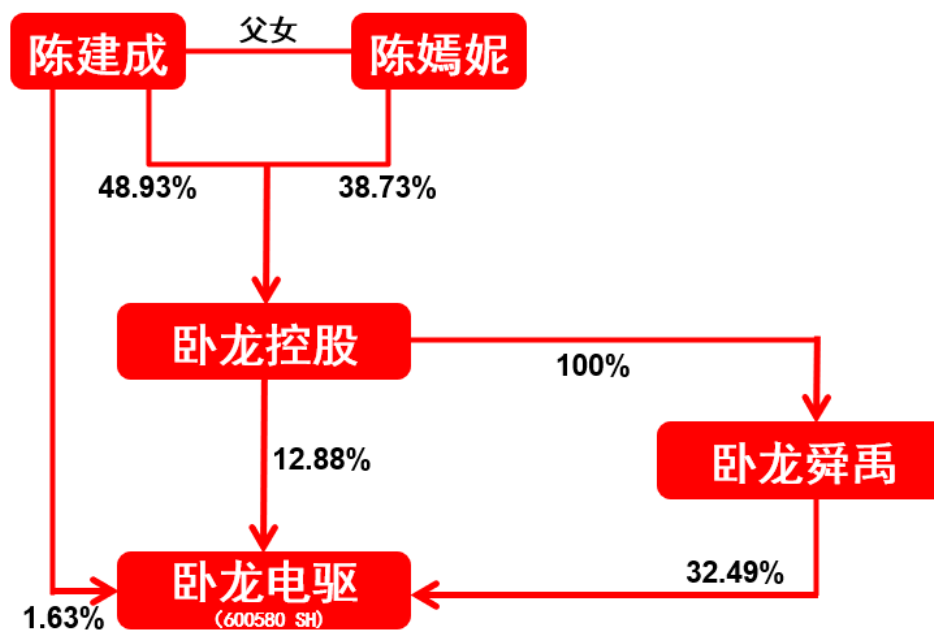 父女
陈建成
陈嫣妮
48.93%
38.73%
卧龙控股
100%
12.88%
卧龙舜禹
卧龙电驱
（600580 SH）
32.49%
1.63%